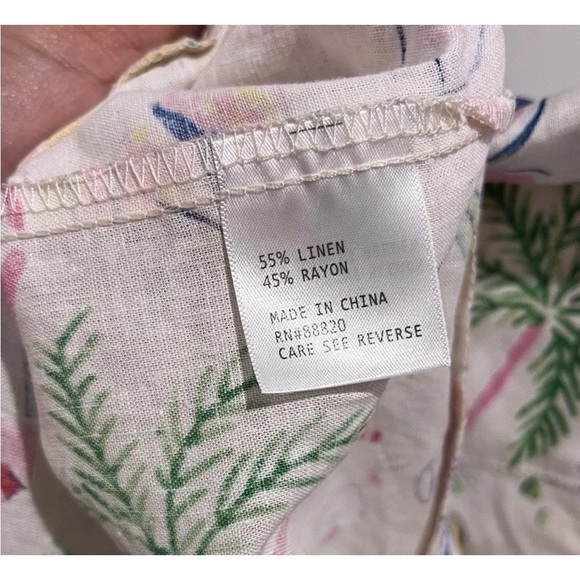 55% LINEN
45% RAYON
MADE IN CHINA
RN#88820
CARE SEE REVERSE